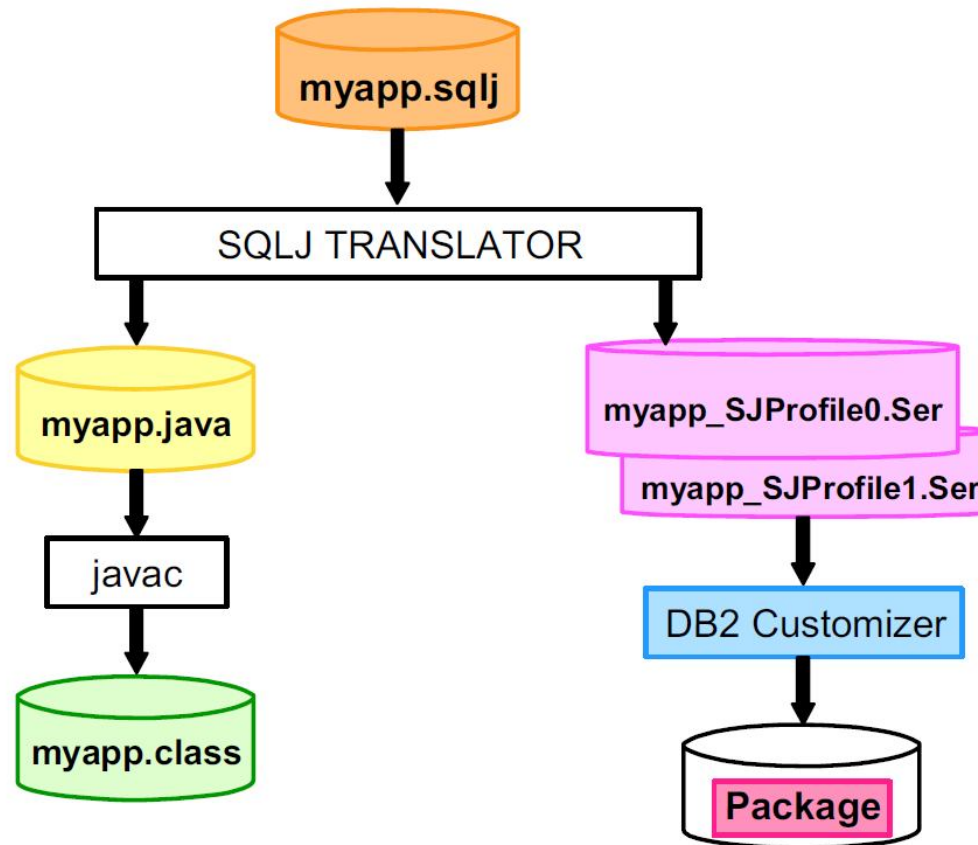 myapp.sqlj
SQLJ TRANSLATOR
myapp.java
myapp_SJProfile0.Ser
myapp_SJProfile1.Ser
javac
DB2 Customizer
myapp.class
Package